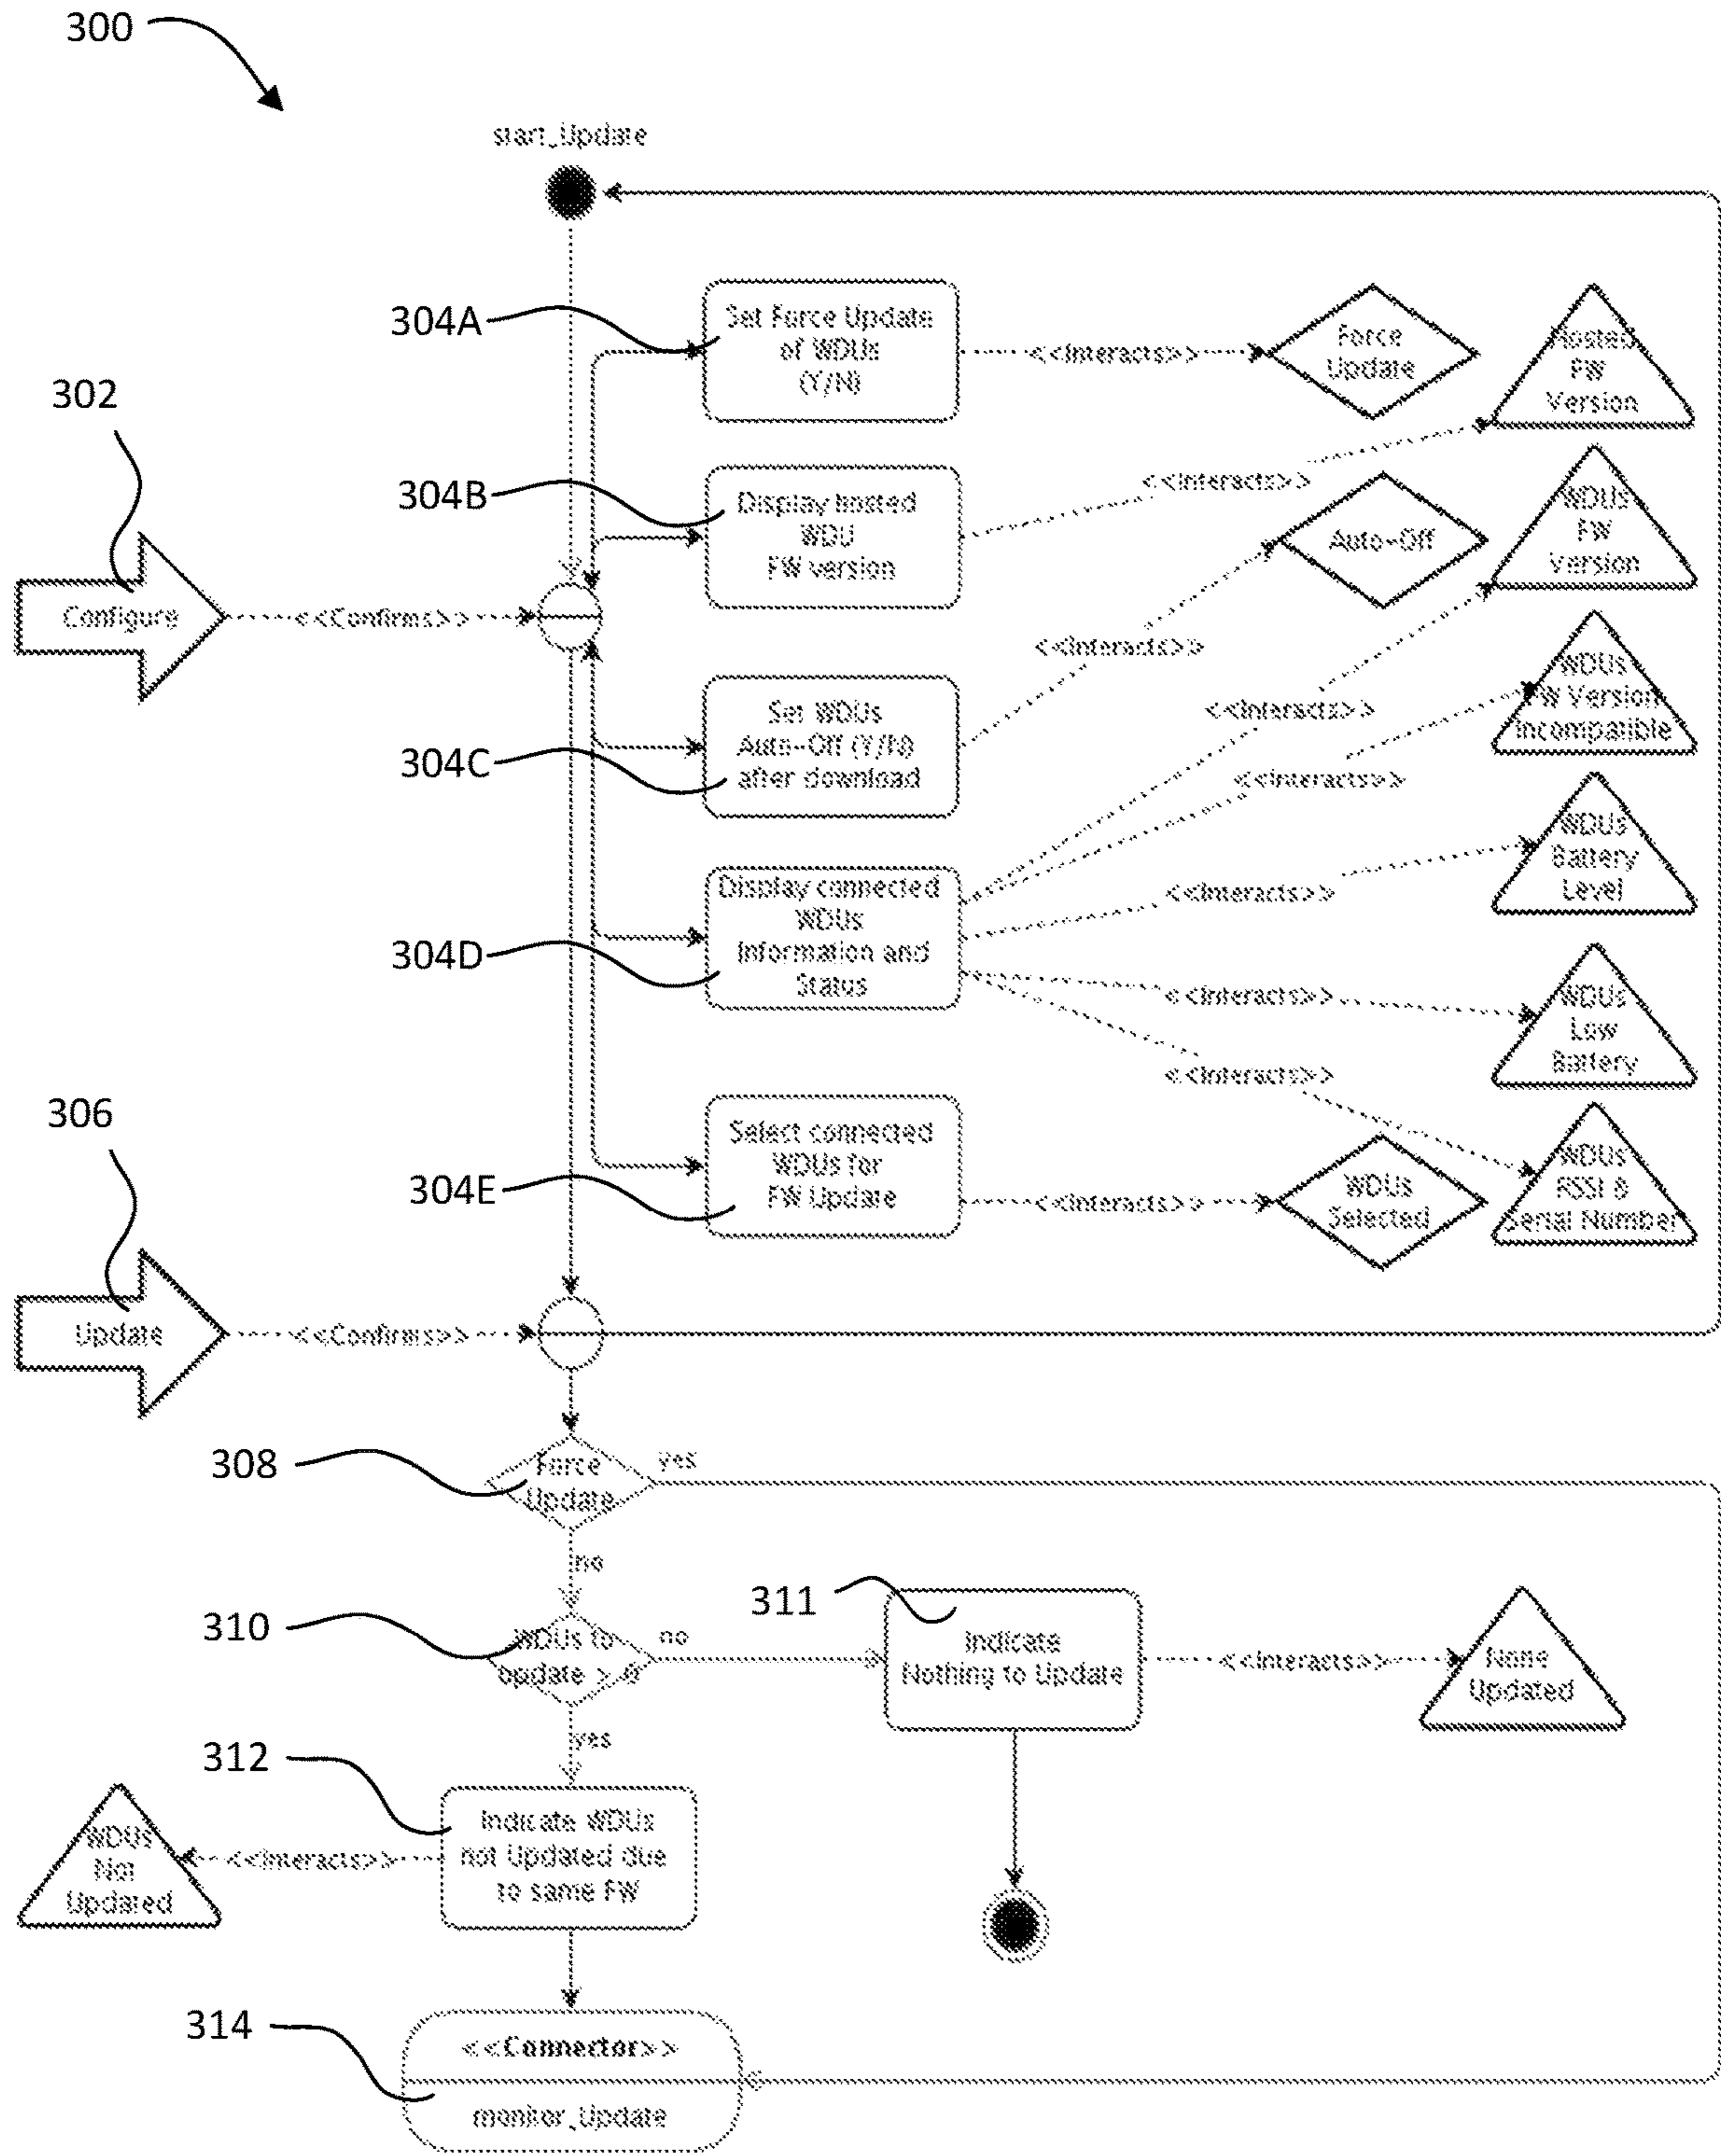 300
start_Update
304A
Set Force Update
of WDUs
(Y/N)
<<Interacts>>
Force
Update
Hosted
FW
Version
302
Configure
<<Confirms>>
304B
Display hosted
WDU
FW version
<<Interacts>>
Auto-Off
WDUs
FW
version
304C
Set WDUs
Auto-Off (Y/N)
after download
<<Interacts>>
WDUs
FW Version
Incompatible
304D
Display connected
WDUs
Information and
Status
<<Interacts>>
<<Interacts>>
<<Interacts>>
<<Interacts>>
<<Interacts>>
WDUs
Battery
Level
WDUs
Low
Battery
304E
Select connected
WDUs for
FW Update
<<Interacts>>
WDUs
Selected
WDUs
RSSI &
Serial Number
306
Update
<<Confirms>>
308
Force
Update
yes
no
310
WDUs to
update > 0
no
311
Indicate
Nothing to Update
<<Interacts>>
None
Updated
yes
312
Indicate WDUs
not Updated due
to same FW
<<Interacts>>
WDUs
Not
Updated
314
<<Connector>>
monitor_Update